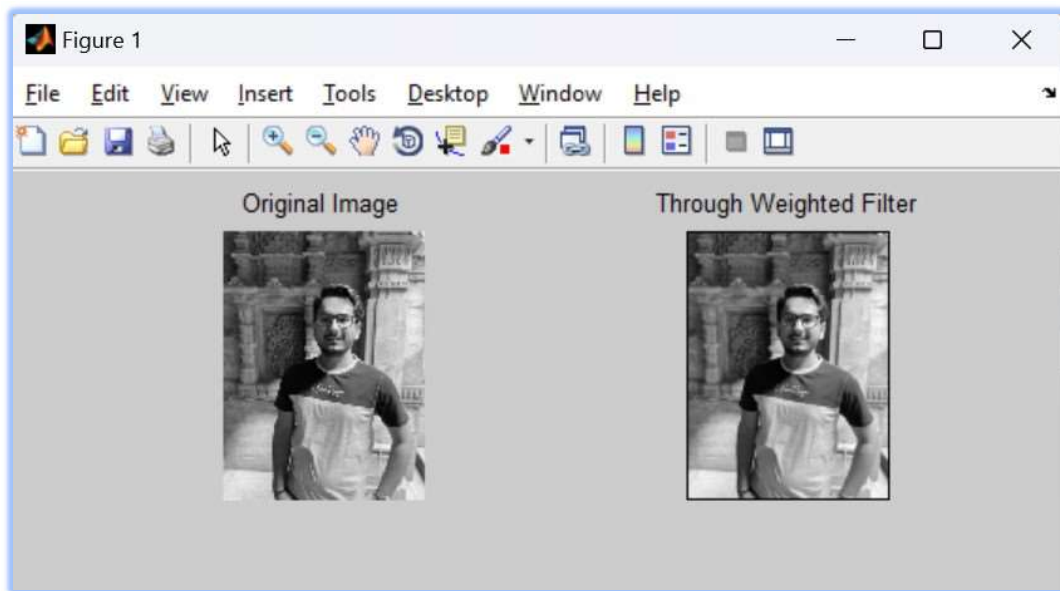 Figure 1
File Edit View Insert Tools Desktop Window Help
Original Image
Through Weighted Filter